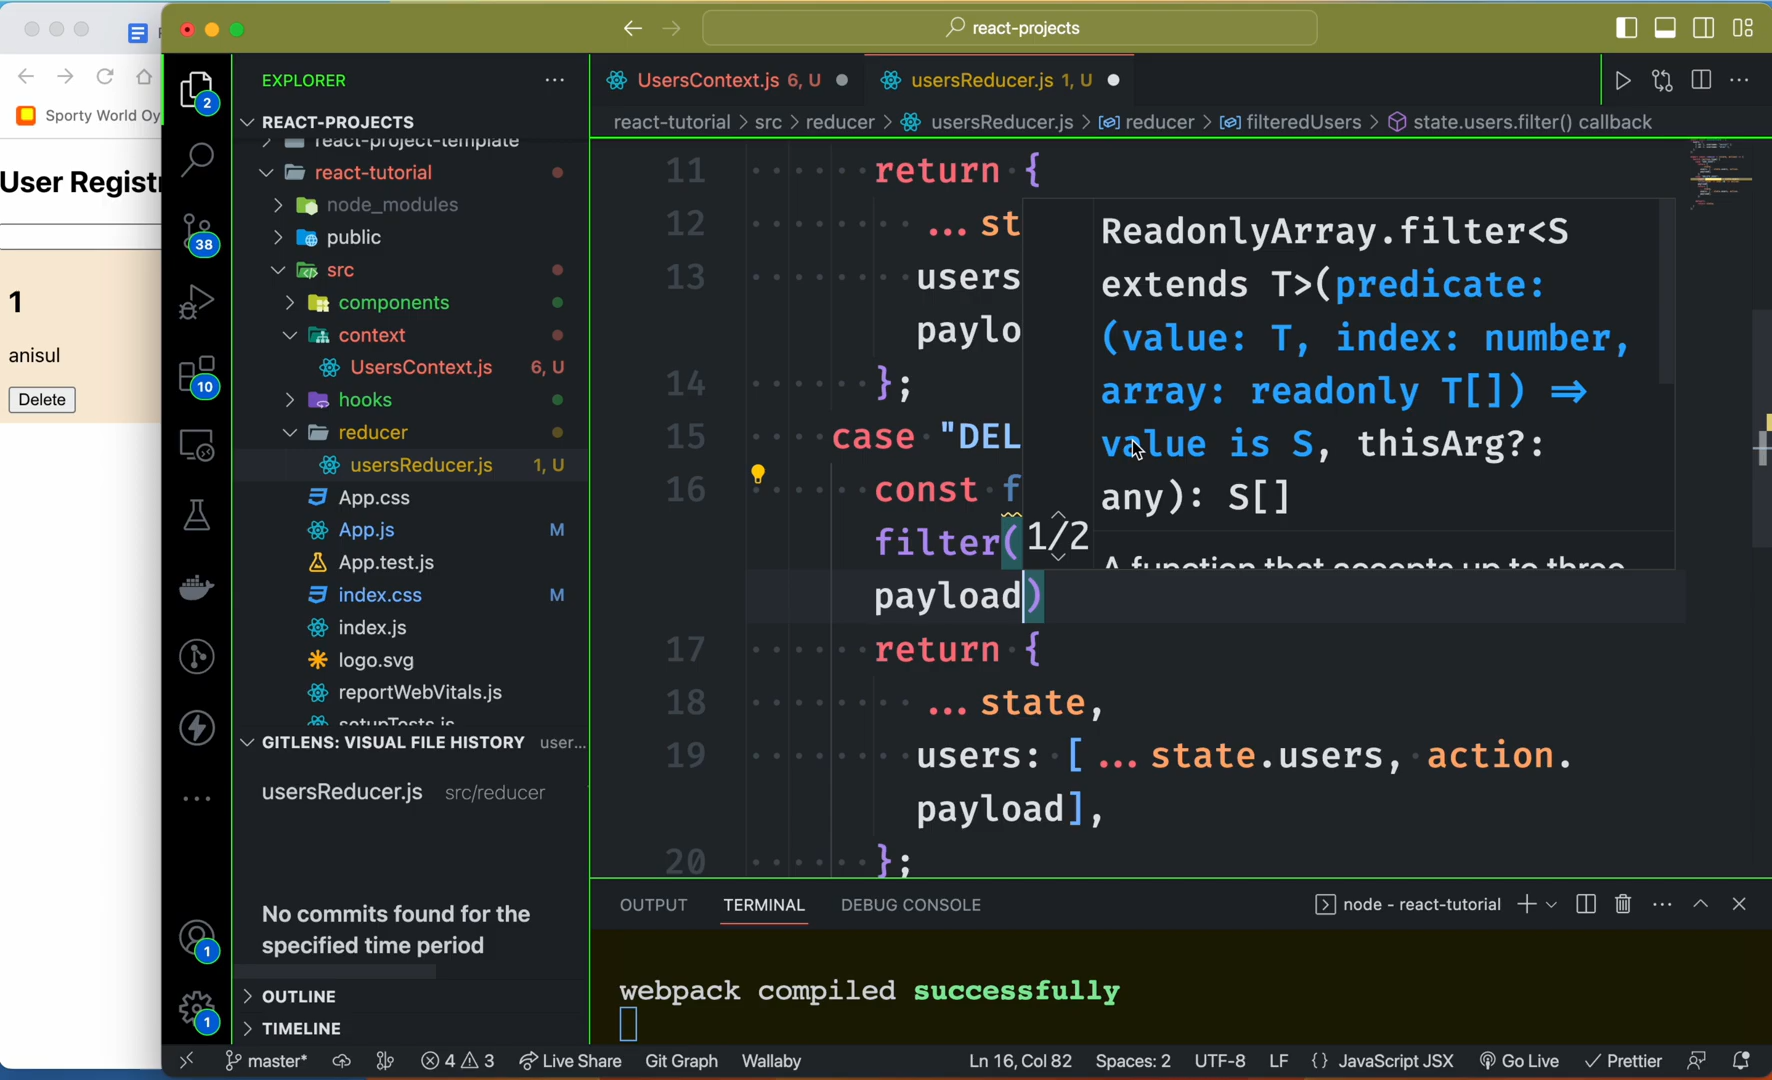 react-projects
Sporty World Oy
User Registr
1
anisul
Delete
2
38
10
1
1
EXPLORER
REACT-PROJECTS
react-project-template
react-tutorial
node_modules
public
src
components
context
UsersContext.js 6, U
hooks
reducer
usersReducer.js 1, U
App.css
App.js M
App.test.js
index.css M
index.js
logo.svg
reportWebVitals.js
setupTests.js
GITLENS: VISUAL FILE HISTORY user...
usersReducer.js src/reducer
No commits found for the
specified time period
OUTLINE
TIMELINE
UsersContext.js 6, U
usersReducer.js 1, U
react-tutorial > src > reducer > usersReducer.js > reducer > filteredUsers > state.users.filter() callback
11 return {
12 ...st
13 users
paylo
14 };
15 case "DEL
16 const f
filter(
payload)
17 return {
18 ...state,
19 users: [...state.users, action.
payload],
20 };
1/2
ReadonlyArray.filter<S
extends T>(predicate:
(value: T, index: number,
array: readonly T[]) =>
value is S, thisArg?:
any): S[]
A function that accepts up to three
OUTPUT TERMINAL DEBUG CONSOLE
node - react-tutorial
webpack compiled successfully
master* 4 3 Live Share Git Graph Wallaby Ln 16, Col 82 Spaces: 2 UTF-8 LF {} JavaScript JSX Go Live Prettier